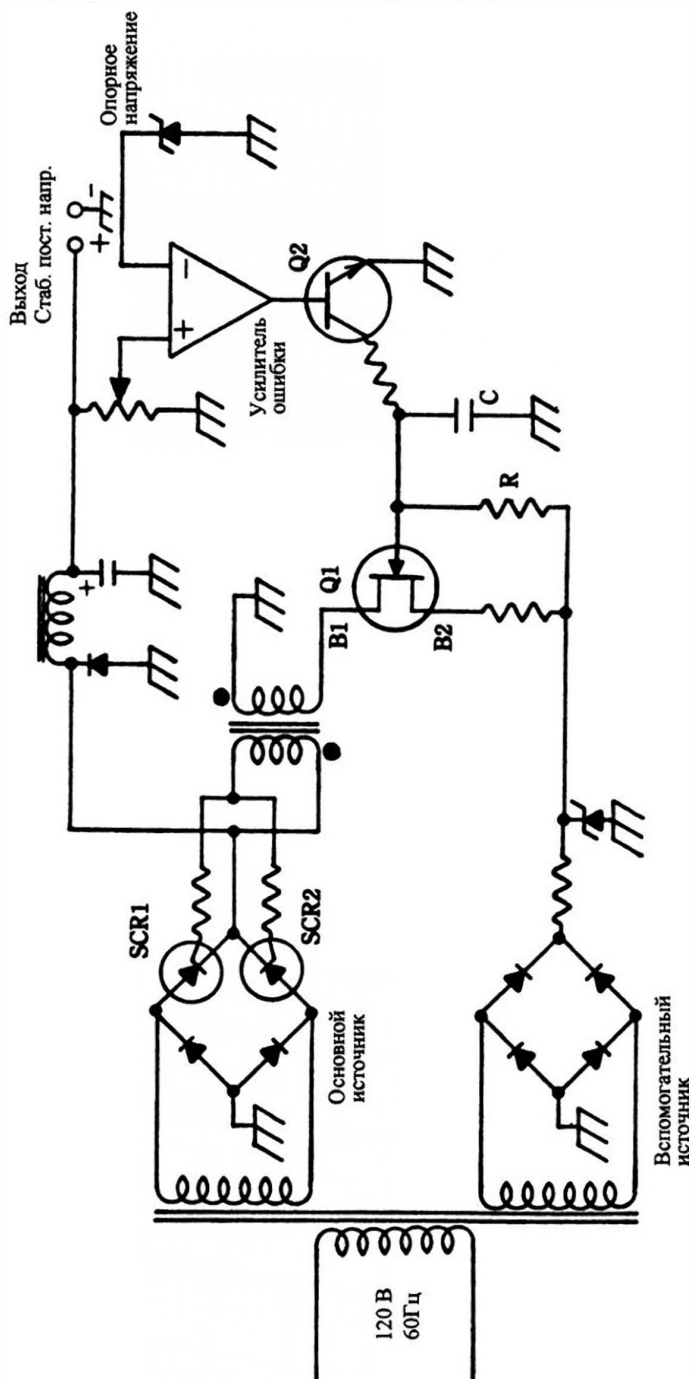 120 В
60Гц
Основной
источник
Вспомогательный
источник
SCR1
SCR2
B1
B2
Q1
R
C
Q2
Усилитель
ошибки
+
−
+
Выход
Стаб. пост. напр.
+
−
Опорное
напряжение